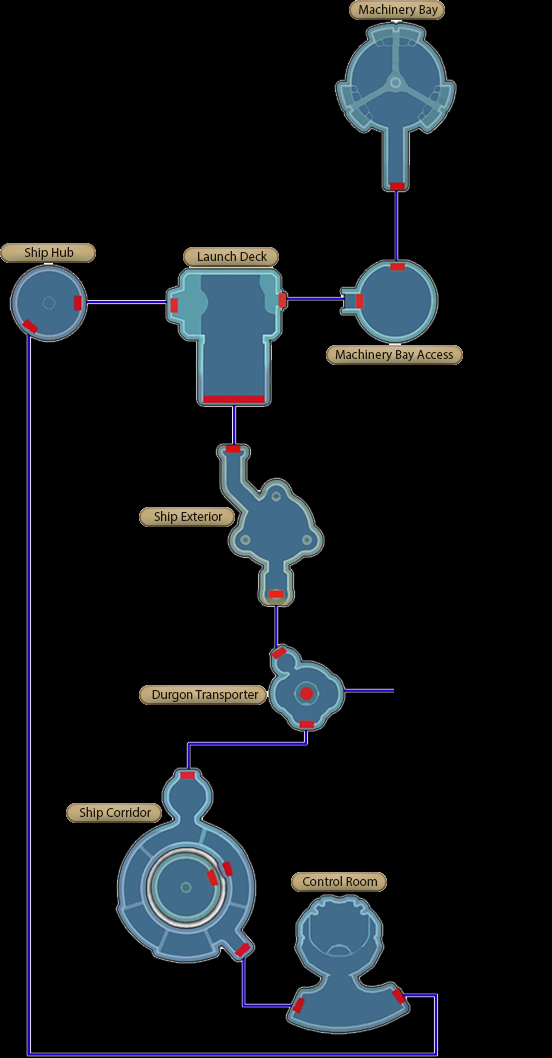 Machinery Bay
Ship Hub
Launch Deck
Machinery Bay Access
Ship Exterior
Durgon Transporter
Ship Corridor
Control Room